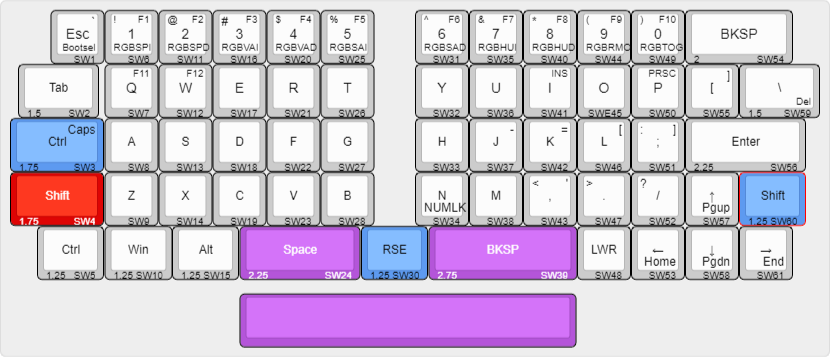 ` ! F1 @ F2 # F3 $ F4 % F5 ^ F6 & F7 * F8 ( F9 ) F10
Esc 1 2 3 4 5 6 7 8 9 0 BKSP
Bootsel RGBSPI RGBSPD RGBVAI RGBVAD RGBSAI RGBSAD RGBHUI RGBHUD RGBRMO RGBTOG
SW1 SW6 SW11 SW16 SW21 SW25 SW31 SW35 SW40 SW44 SW49 2 SW54
F11 F12 INS PRSC ]
Tab Q W E R T Y U I O P [ \
Del
1.5 SW2 SW7 SW12 SW17 SW22 SW26 SW32 SW36 SW41 SWE45 SW50 SW55 1.5 SW59
Caps - = [ : ]
Ctrl A S D F G H J K L ; Enter
1.75 SW3 SW8 SW13 SW18 SW22 SW27 SW33 SW37 SW42 SW46 SW51 2.25 SW56
< ' > ?
Shift Z X C V B N M , . / ↑ Shift
NUMLK Pgup
1.75 SW4 SW9 SW14 SW19 SW23 SW28 SW34 SW38 SW43 SW47 SW52 SW57 1.25 SW60
Ctrl Win Alt Space RSE BKSP LWR ← ↓ →
Home Pgdn End
1.25 SW5 1.25 SW10 1.25 SW15 2.25 SW24 1.25 SW30 2.75 SW39 SW48 SW53 SW58 SW61